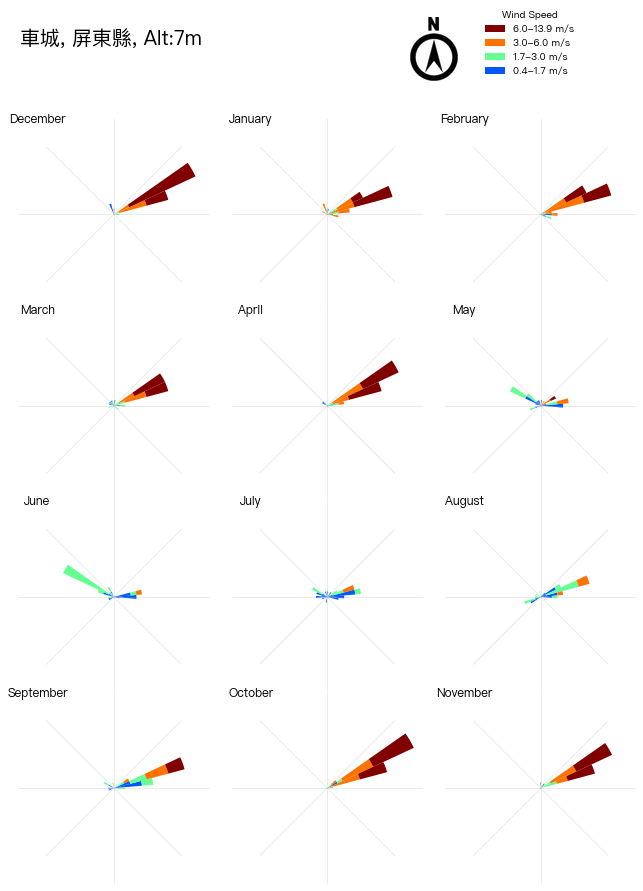 車城, 屏東縣, Alt:7m
N
Wind Speed
6.0–13.9 m/s
3.0–6.0 m/s
1.7–3.0 m/s
0.4–1.7 m/s
December
January
February
March
April
May
June
July
August
September
October
November